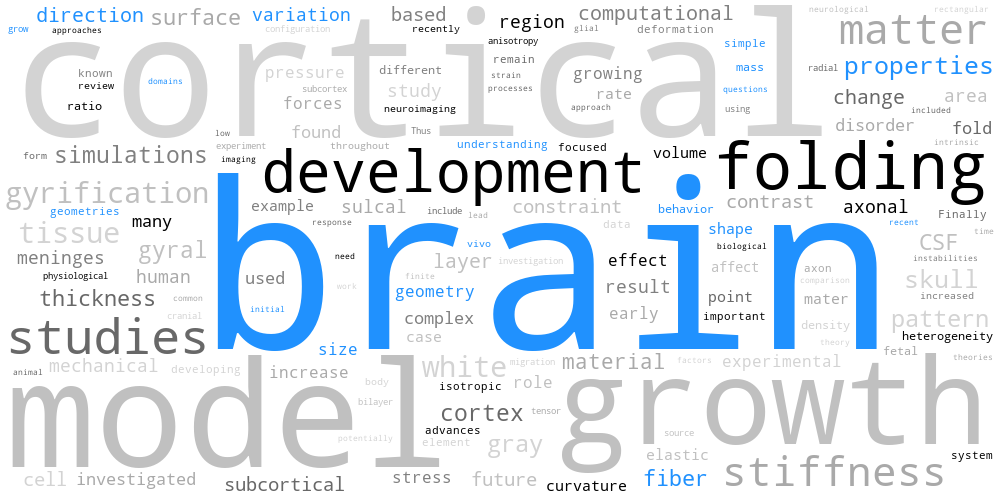 direction surface variation based region computational neurological rectangular
grow approaches configuration recently anisotropy glial deformation simple matter
cortical
known pressure different remain strain growing mass radial properties
review domains subcortex study processes rate questions change area
ratio forces neuroimaging approach using included
low found throughout Thus disorder fold
experiment understanding focused intrinsic
form simulations imaging development volume folding
gyrification example sulcal include constraint behavior contrast axonal
geometries many response lead data shape recent Finally time
tissue gyral vivo biological CSF
meninges need layer investigation effect affect axon instabilities
physiological human used finite result comparison skull
brain
thickness common initial work geometry point mater increased
cranial complex early important density pattern
studies size case theory heterogeneity
mechanical developing increase white migration material factors experimental fetal theories
animal body isotropic role
model growth
bilayer cortex tensor
potentially advances element gray source
elastic system
cell investigated subcortical stress future curvature fiber stiffness